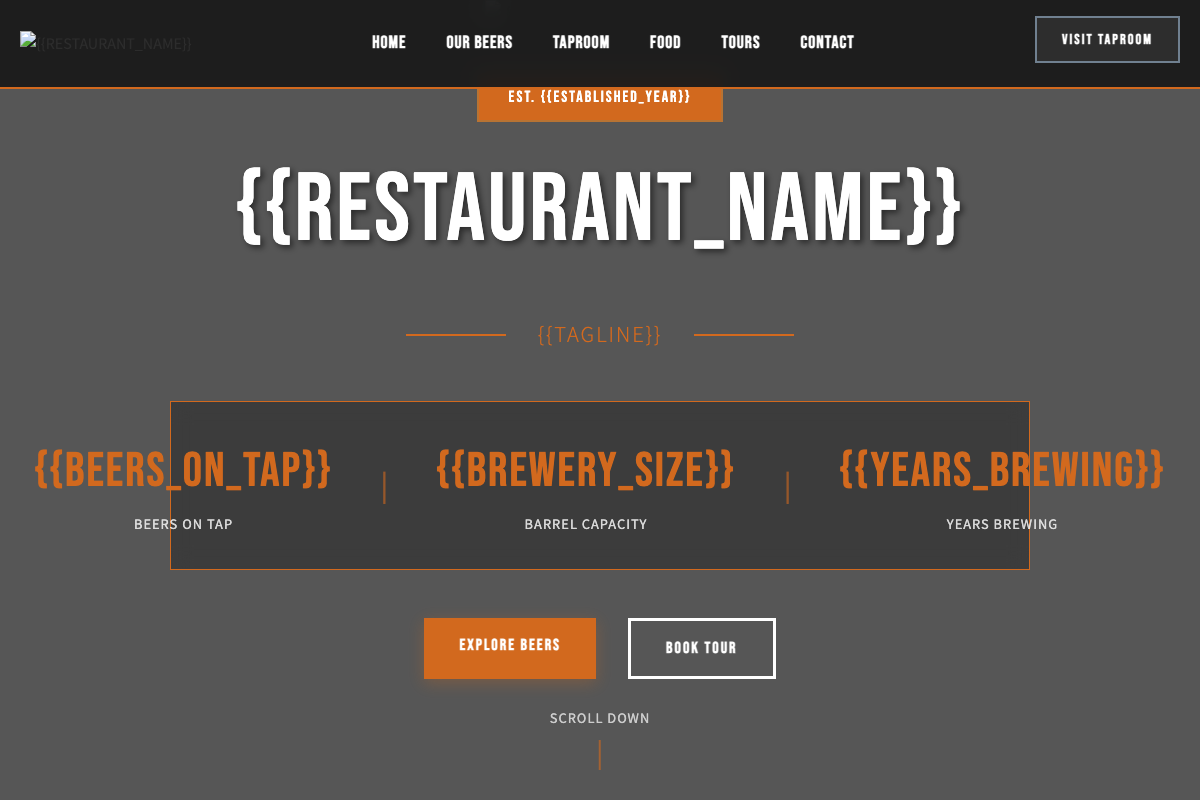 {{RESTAURANT_NAME}}
HOME OUR BEERS TAPROOM FOOD TOURS CONTACT
VISIT TAPROOM
EST. {{ESTABLISHED_YEAR}}
{{RESTAURANT_NAME}}
{{TAGLINE}}
{{BEERS_ON_TAP}} | {{BREWERY_SIZE}} | {{YEARS_BREWING}}
BEERS ON TAP BARREL CAPACITY YEARS BREWING
EXPLORE BEERS BOOK TOUR
SCROLL DOWN